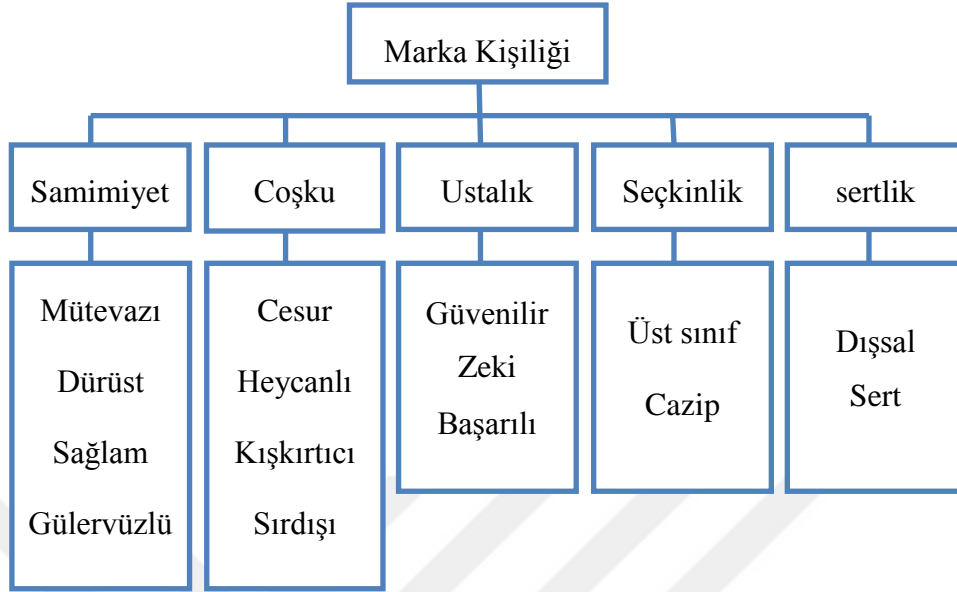 Marka Kişiliği
Samimiyet
Coşku
Ustalık
Seçkinlik
sertlik
Mütevazı
Dürüst
Sağlam
Gülervüzlü
Cesur
Heycanlı
Kışkırtıcı
Sırdışı
Güvenilir
Zeki
Başarılı
Üst sınıf
Cazip
Dışsal
Sert